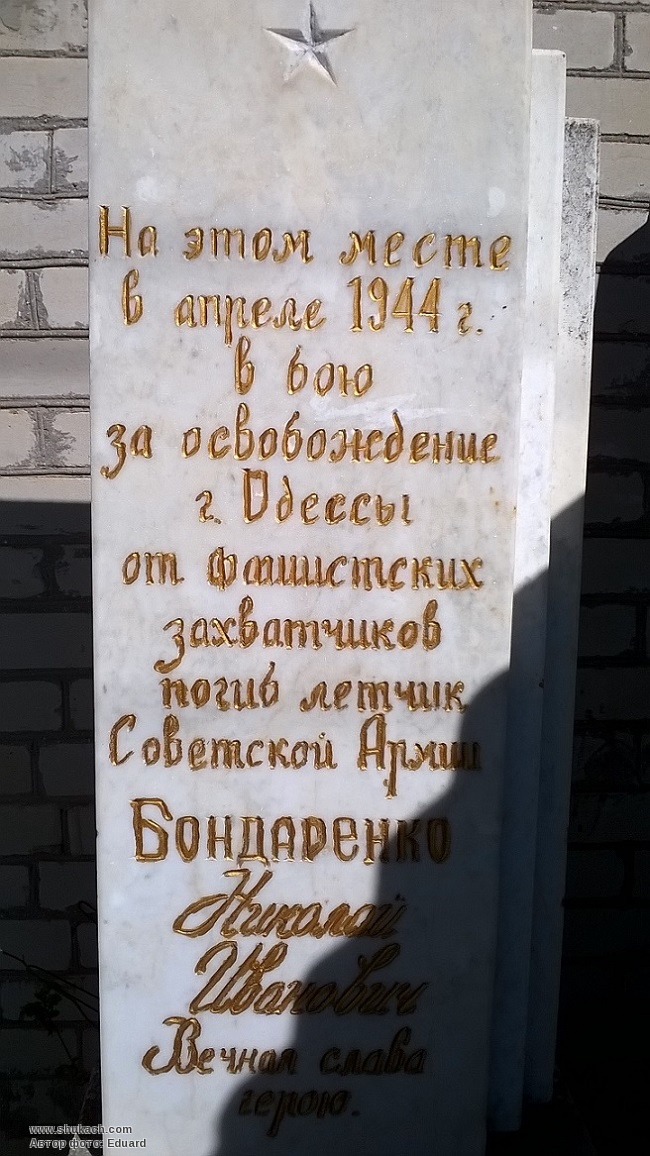 На этом месте
в апреле 1944 г.
в бою
за освобождение
г. Одессы
от фашистских
захватчиков
погиб летчик
Советской Армии
БОНДАРЕНКО
Николай
Иванович
Вечная слава
герою.
www.shukach.com
Автор фото: Eduard